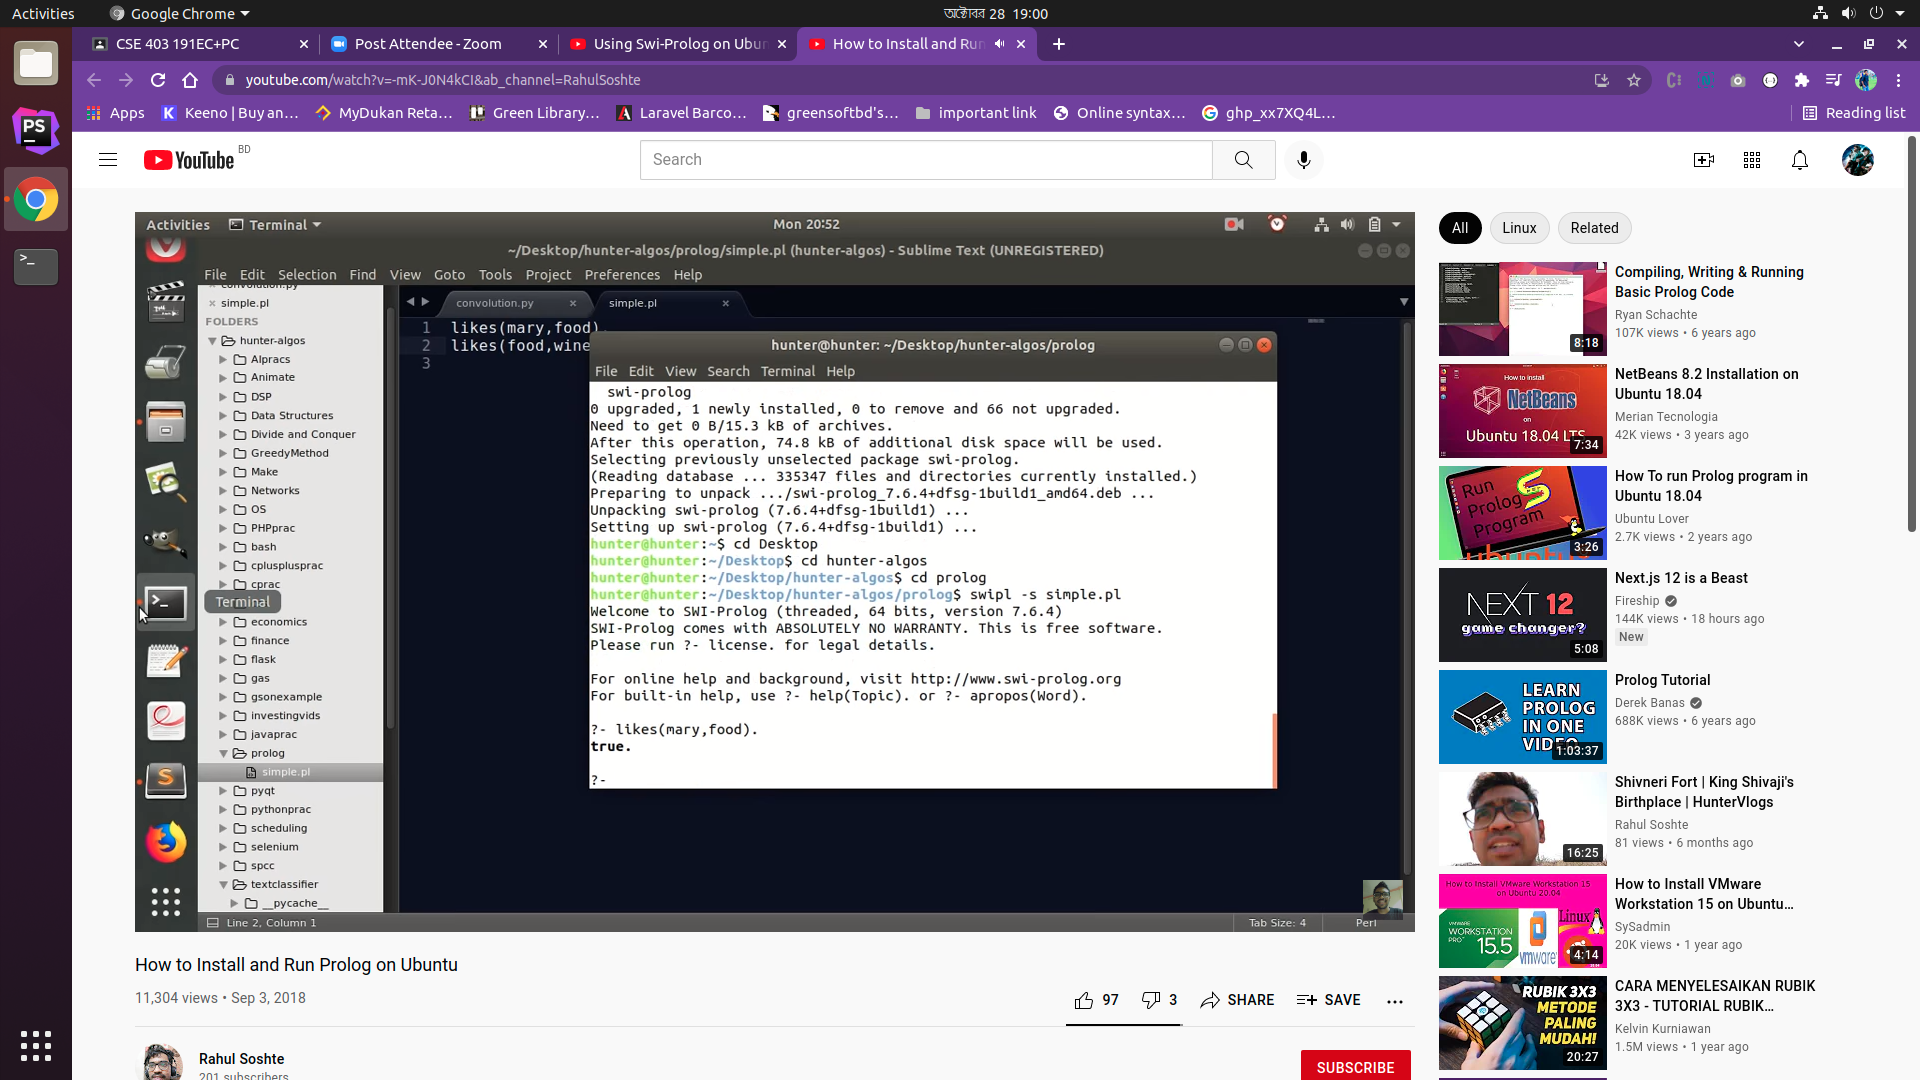 Activities
Google Chrome
অক্টোবর 28 19:00
CSE 403 191EC+PC
Post Attendee - Zoom
Using Swi-Prolog on Ubun
How to Install and Run
youtube.com/watch?v=-mK-J0N4kCI&ab_channel=RahulSoshte
Apps
Keeno | Buy an...
MyDukan Reta...
Green Library...
Laravel Barco...
greensoftbd's...
important link
Online syntax...
ghp_xx7XQ4L...
Reading list
YouTube BD
Search
Activities
Terminal
Mon 20:52
~/Desktop/hunter-algos/prolog/simple.pl (hunter-algos) - Sublime Text (UNREGISTERED)
File Edit Selection Find View Goto Tools Project Preferences Help
convolution.py
simple.pl
FOLDERS
hunter-algos
Alpracs
Animate
DSP
Data Structures
Divide and Conquer
GreedyMethod
Make
Networks
OS
PHPprac
bash
cplusplusprac
cprac
Terminal
economics
finance
flask
gas
gsonexample
investingvids
javaprac
prolog
simple.pl
pyqt
pythonprac
scheduling
selenium
spcc
textclassifier
__pycache__
convolution.py
simple.pl
1 likes(mary,food)
2 likes(food,wine
3
hunter@hunter: ~/Desktop/hunter-algos/prolog
File Edit View Search Terminal Help
swi-prolog
0 upgraded, 1 newly installed, 0 to remove and 66 not upgraded.
Need to get 0 B/15.3 kB of archives.
After this operation, 74.8 kB of additional disk space will be used.
Selecting previously unselected package swi-prolog.
(Reading database ... 335347 files and directories currently installed.)
Preparing to unpack .../swi-prolog_7.6.4+dfsg-1build1_amd64.deb ...
Unpacking swi-prolog (7.6.4+dfsg-1build1) ...
Setting up swi-prolog (7.6.4+dfsg-1build1) ...
hunter@hunter:~$ cd Desktop
hunter@hunter:~/Desktop$ cd hunter-algos
hunter@hunter:~/Desktop/hunter-algos$ cd prolog
hunter@hunter:~/Desktop/hunter-algos/prolog$ swipl -s simple.pl
Welcome to SWI-Prolog (threaded, 64 bits, version 7.6.4)
SWI-Prolog comes with ABSOLUTELY NO WARRANTY. This is free software.
Please run ?- license. for legal details.
For online help and background, visit http://www.swi-prolog.org
For built-in help, use ?- help(Topic). or ?- apropos(Word).
?- likes(mary,food).
true.
?-
Line 2, Column 1
Tab Size: 4
Perl
How to Install and Run Prolog on Ubuntu
11,304 views • Sep 3, 2018
97
3
SHARE
SAVE
Rahul Soshte
201 subscribers
SUBSCRIBE
All
Linux
Related
8:18
Compiling, Writing & Running
Basic Prolog Code
Ryan Schachte
107K views • 6 years ago
How to install
NetBeans
on
Ubuntu 18.04 LTS
7:34
NetBeans 8.2 Installation on
Ubuntu 18.04
Merian Tecnologia
42K views • 3 years ago
Run
Prolog
Program
ubuntu
3:26
How To run Prolog program in
Ubuntu 18.04
Ubuntu Lover
2.7K views • 2 years ago
NEXT 12
game changer?
5:08
Next.js 12 is a Beast
Fireship
144K views • 18 hours ago
New
LEARN
PROLOG
IN ONE
VIDEO
1:03:37
Prolog Tutorial
Derek Banas
688K views • 6 years ago
16:25
Shivneri Fort | King Shivaji's
Birthplace | HunterVlogs
Rahul Soshte
81 views • 6 months ago
How to Install VMware Workstation 15
on Ubuntu 20.04
VMWARE
WORKSTATION
PRO
15.5
vmware
Linux
4:14
How to Install VMware
Workstation 15 on Ubuntu...
SySadmin
20K views • 1 year ago
RUBIK 3X3
METODE
PALING
MUDAH!
20:27
CARA MENYELESAIKAN RUBIK
3X3 - TUTORIAL RUBIK...
Kelvin Kurniawan
1.5M views • 1 year ago